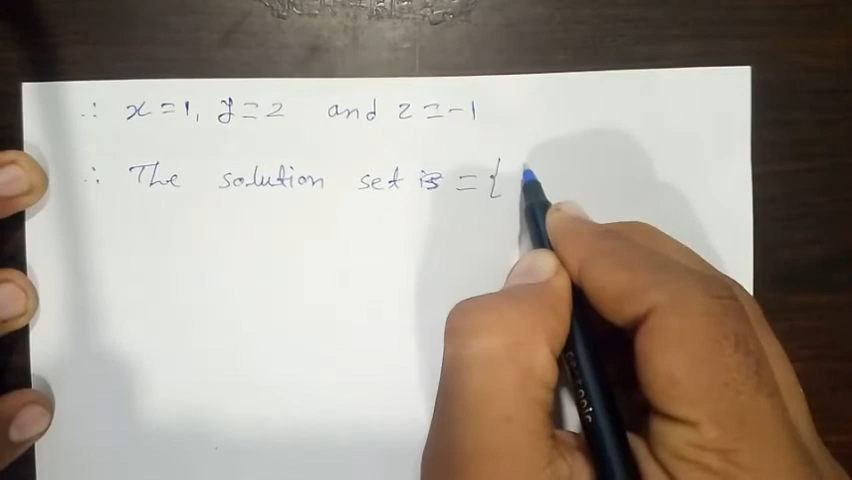 ∴ x = 1, y = 2 and z = -1
∴ The solution set is = {